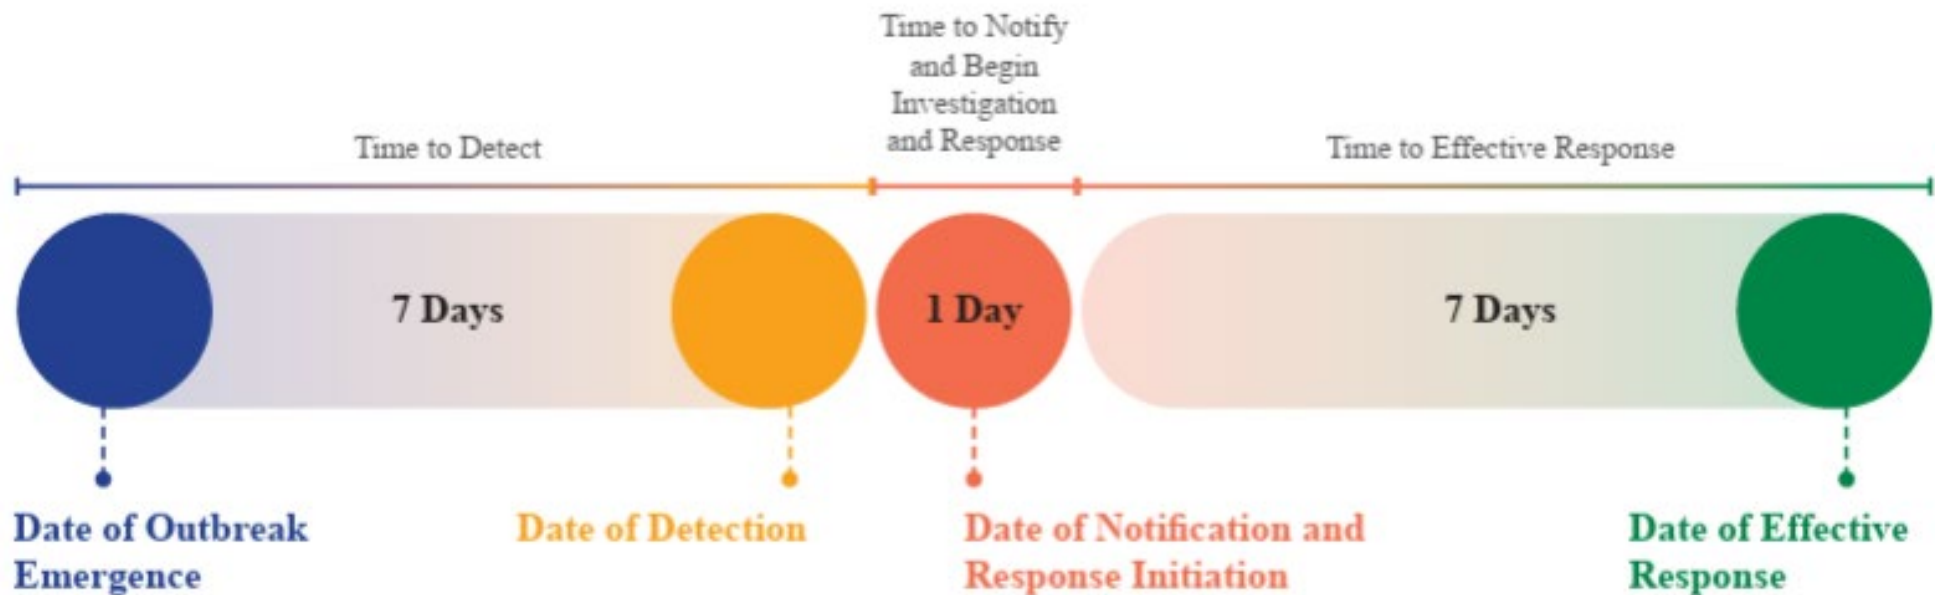 Time to Notify
and Begin
Investigation
and Response
Time to Detect
Time to Effective Response
7 Days
1 Day
7 Days
Date of Outbreak
Emergence
Date of Detection
Date of Notification and
Response Initiation
Date of Effective
Response